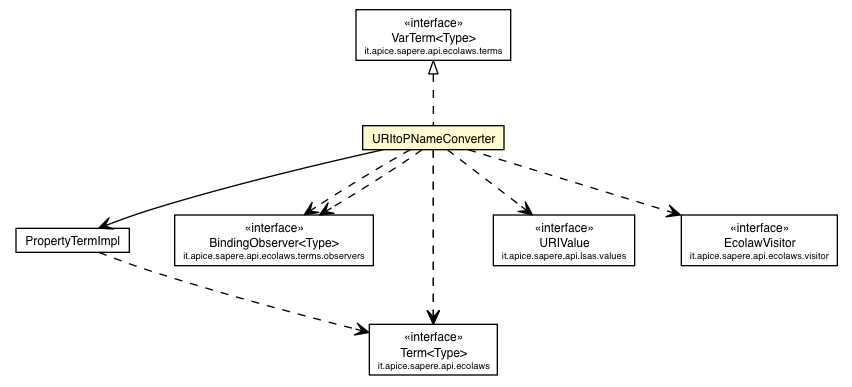 «interface»
VarTerm<Type>
it.apice.sapere.api.ecolaws.terms
URItoPNameConverter
PropertyTermImpl
«interface»
BindingObserver<Type>
it.apice.sapere.api.ecolaws.terms.observers
«interface»
URIValue
it.apice.sapere.api.lsas.values
«interface»
EcolawVisitor
it.apice.sapere.api.ecolaws.visitor
«interface»
Term<Type>
it.apice.sapere.api.ecolaws